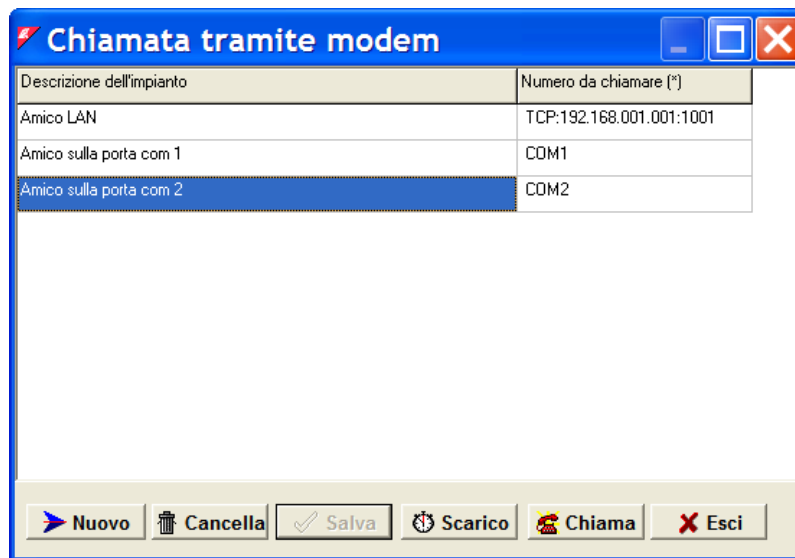 Chiamata tramite modem
Descrizione dell'impianto Numero da chiamare (*)
Amico LAN TCP:192.168.001.001:1001
Amico sulla porta com 1 COM1
Amico sulla porta com 2 COM2
Nuovo Cancella Salva Scarico Chiama Esci